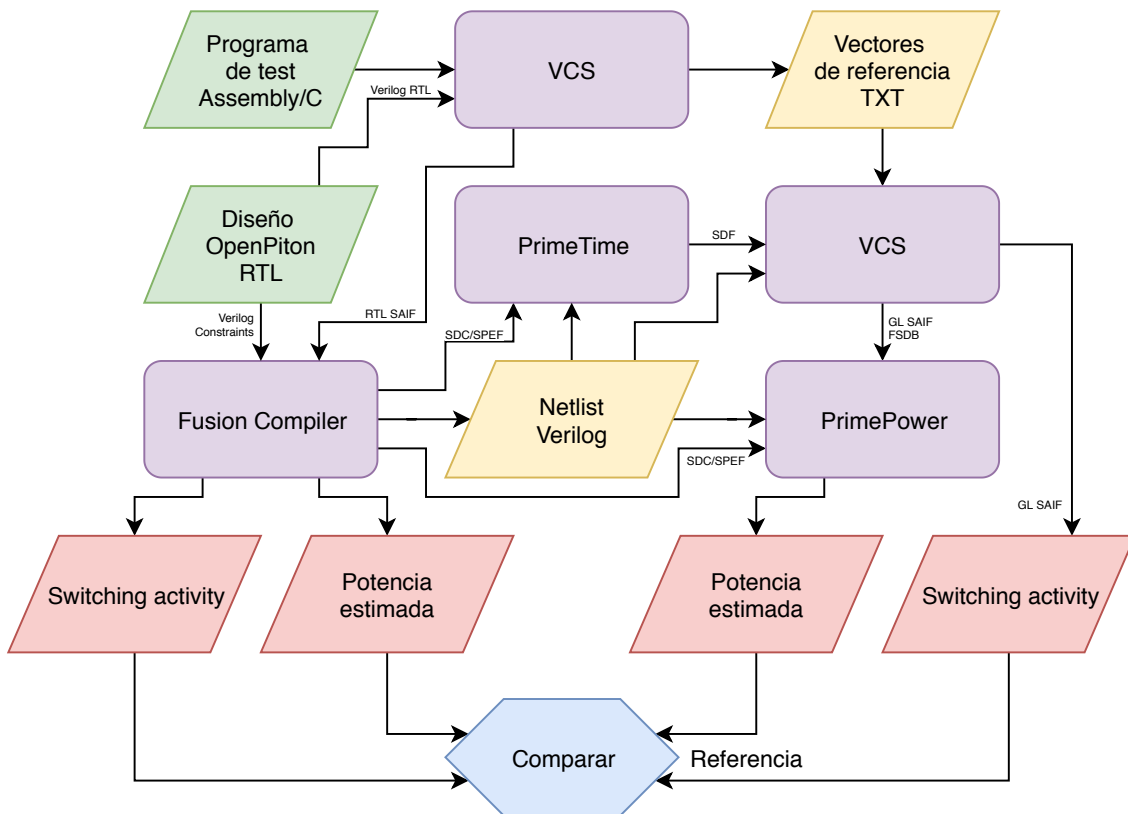 Programa
de test
Assembly/C
VCS
Vectores
de referencia
TXT
Verilog RTL
Diseño
OpenPiton
RTL
PrimeTime
SDF
VCS
Verilog
Constraints
RTL SAIF
SDC/SPEF
GL SAIF
FSDB
Fusion Compiler
Netlist
Verilog
PrimePower
SDC/SPEF
GL SAIF
Switching activity
Potencia
estimada
Potencia
estimada
Switching activity
Comparar
Referencia